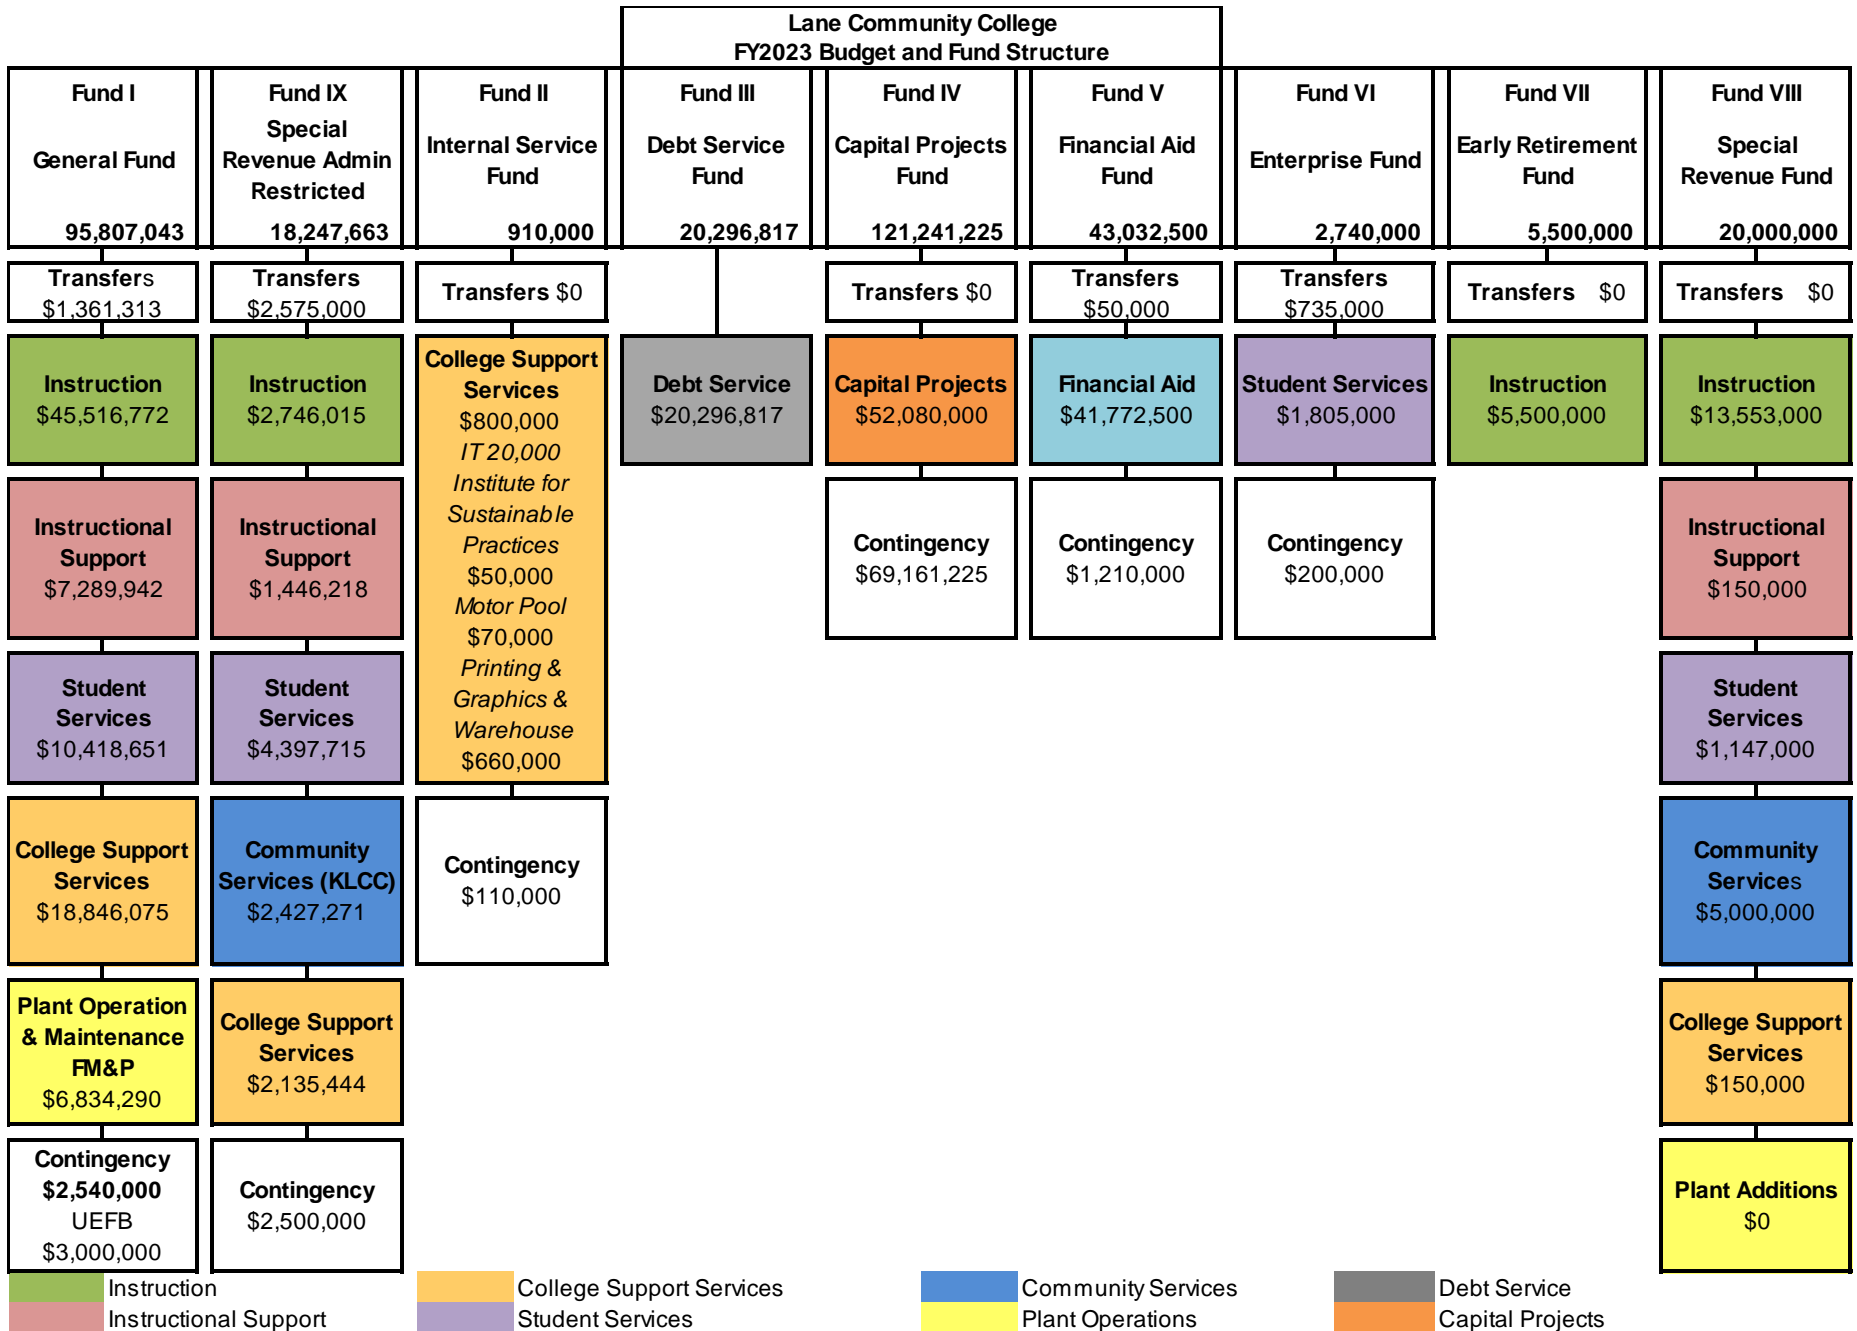 Lane Community College
FY2023 Budget and Fund Structure
Fund I
General Fund
95,807,043
Fund IX
Special
Revenue Admin
Restricted
18,247,663
Fund II
Internal Service
Fund
910,000
Fund III
Debt Service
Fund
20,296,817
Fund IV
Capital Projects
Fund
121,241,225
Fund V
Financial Aid
Fund
43,032,500
Fund VI
Enterprise Fund
2,740,000
Fund VII
Early Retirement
Fund
5,500,000
Fund VIII
Special
Revenue Fund
20,000,000
Transfers
$1,361,313
Transfers
$2,575,000
Transfers $0
Transfers $0
Transfers
$50,000
Transfers
$735,000
Transfers $0
Transfers $0
Instruction
$45,516,772
Instruction
$2,746,015
College Support
Services
$800,000
IT 20,000
Institute for
Sustainable
Practices
$50,000
Motor Pool
$70,000
Printing &
Graphics &
Warehouse
$660,000
Debt Service
$20,296,817
Capital Projects
$52,080,000
Financial Aid
$41,772,500
Student Services
$1,805,000
Instruction
$5,500,000
Instruction
$13,553,000
Instructional
Support
$7,289,942
Instructional
Support
$1,446,218
Contingency
$69,161,225
Contingency
$1,210,000
Contingency
$200,000
Instructional
Support
$150,000
Student
Services
$10,418,651
Student
Services
$4,397,715
Student
Services
$1,147,000
College Support
Services
$18,846,075
Community
Services (KLCC)
$2,427,271
Contingency
$110,000
Community
Services
$5,000,000
Plant Operation
& Maintenance
FM&P
$6,834,290
College Support
Services
$2,135,444
College Support
Services
$150,000
Contingency
$2,540,000
UEFB
$3,000,000
Contingency
$2,500,000
Plant Additions
$0
Instruction
College Support Services
Community Services
Debt Service
Instructional Support
Student Services
Plant Operations
Capital Projects